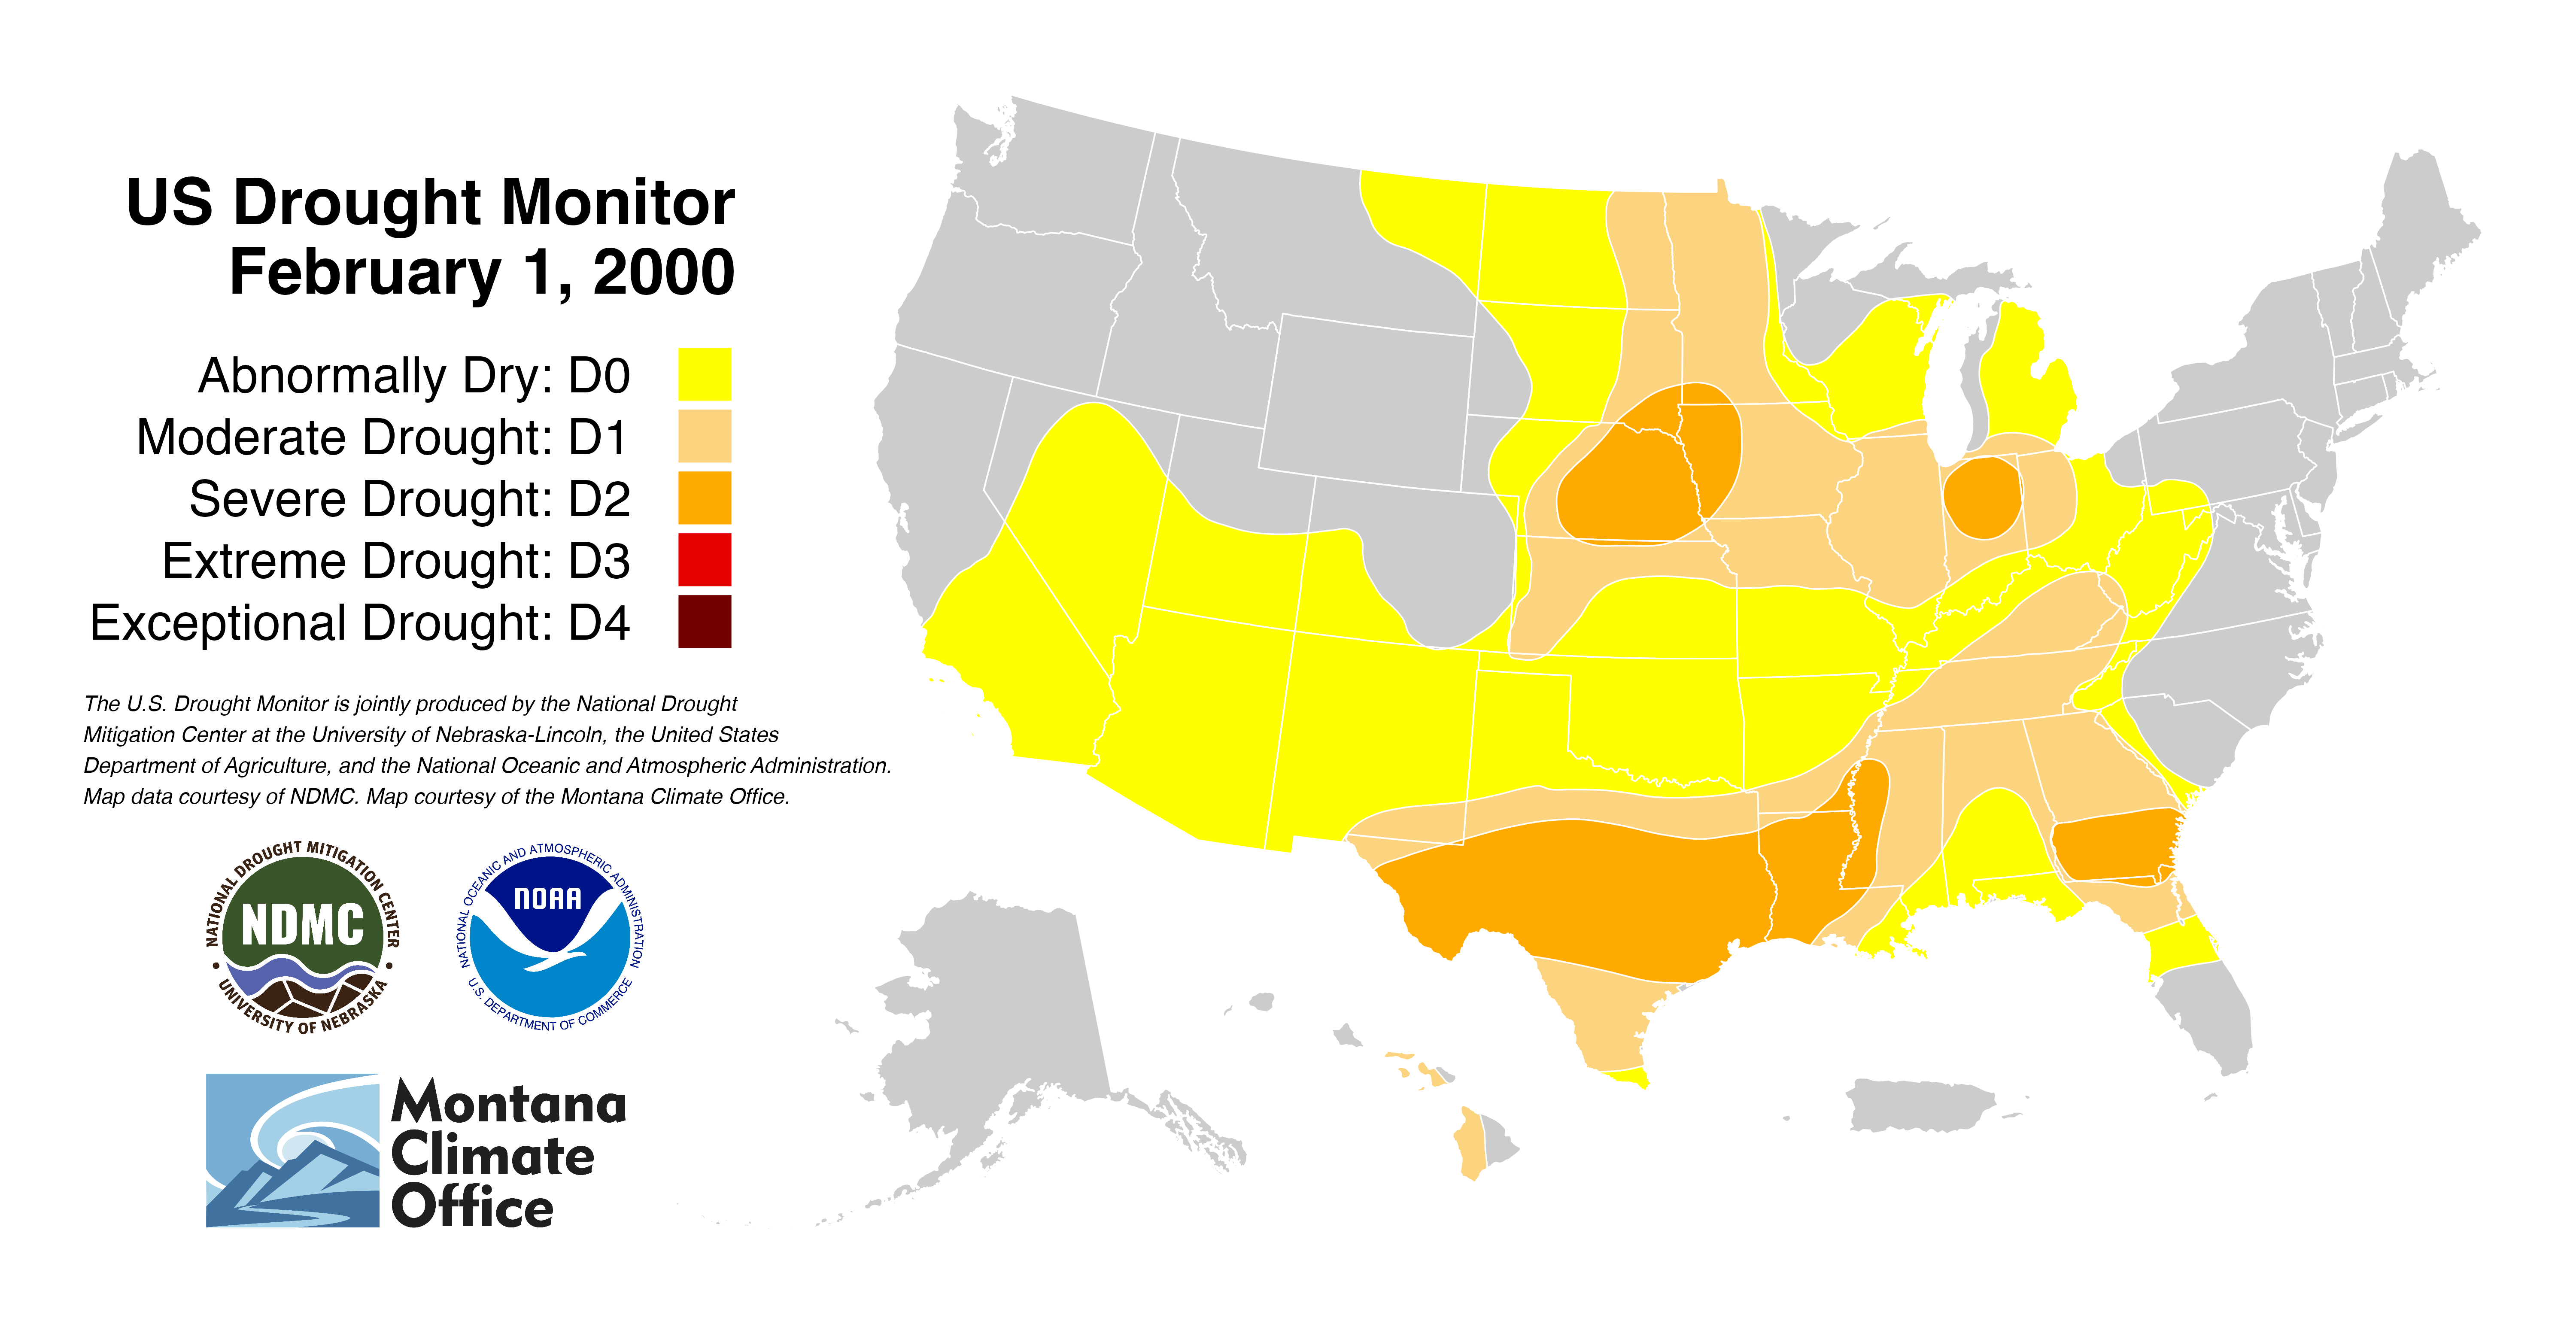 US Drought Monitor
February 1, 2000
Abnormally Dry: D0
Moderate Drought: D1
Severe Drought: D2
Extreme Drought: D3
Exceptional Drought: D4
The U.S. Drought Monitor is jointly produced by the National Drought
Mitigation Center at the University of Nebraska-Lincoln, the United States
Department of Agriculture, and the National Oceanic and Atmospheric Administration.
Map data courtesy of NDMC. Map courtesy of the Montana Climate Office.
NATIONAL DROUGHT MITIGATION CENTER
NDMC
• UNIVERSITY OF NEBRASKA •
NATIONAL OCEANIC AND ATMOSPHERIC ADMINISTRATION
NOAA
U.S. DEPARTMENT OF COMMERCE
Montana
Climate
Office